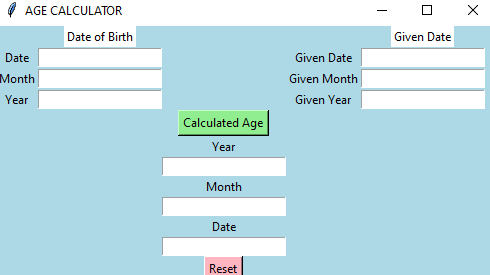 AGE CALCULATOR
Date of Birth
Given Date
Date
Given Date
Month
Given Month
Year
Given Year
Calculated Age
Year
Month
Date
Reset